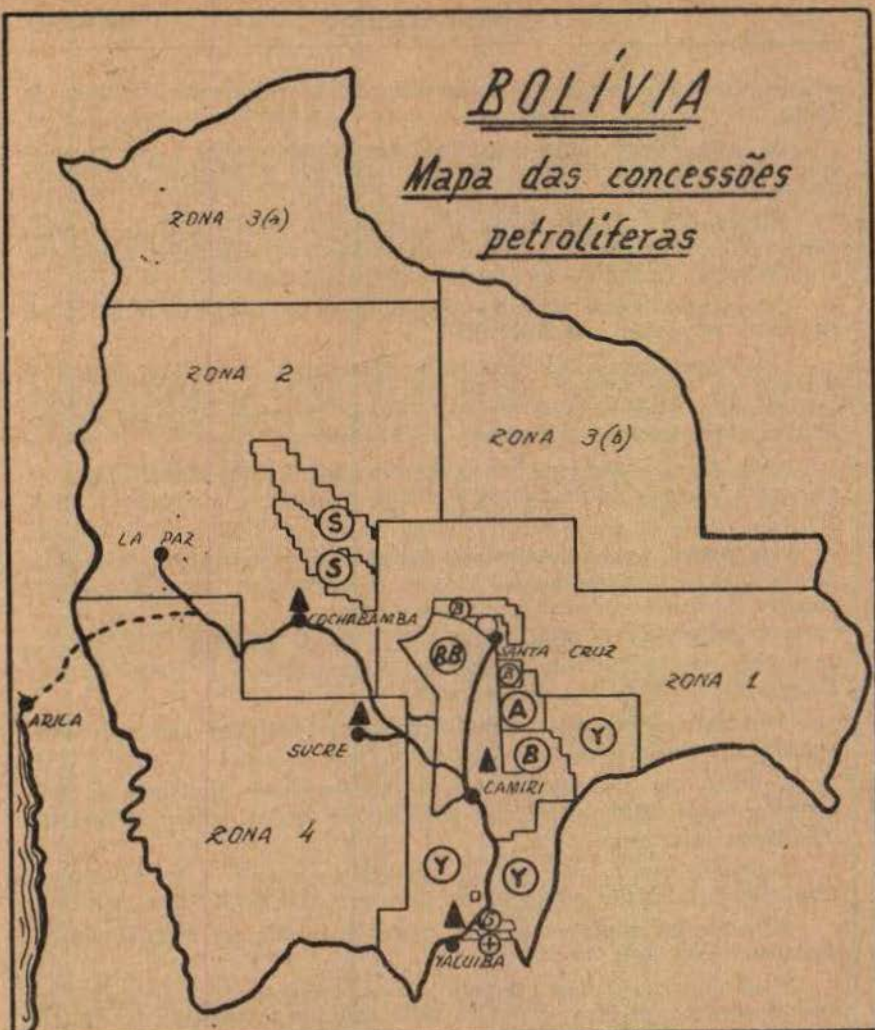 BOLÍVIA
Mapa das concessões
petrolíferas
ZONA 3(a)
ZONA 2
ZONA 3(b)
S
LA PAZ
S
COCHABAMBA
B
SANTA CRUZ
BB
ZONA 1
ARICA
A
SUCRE
Y
B
CAMIRI
ZONA 4
Y
Y
YACUIBA